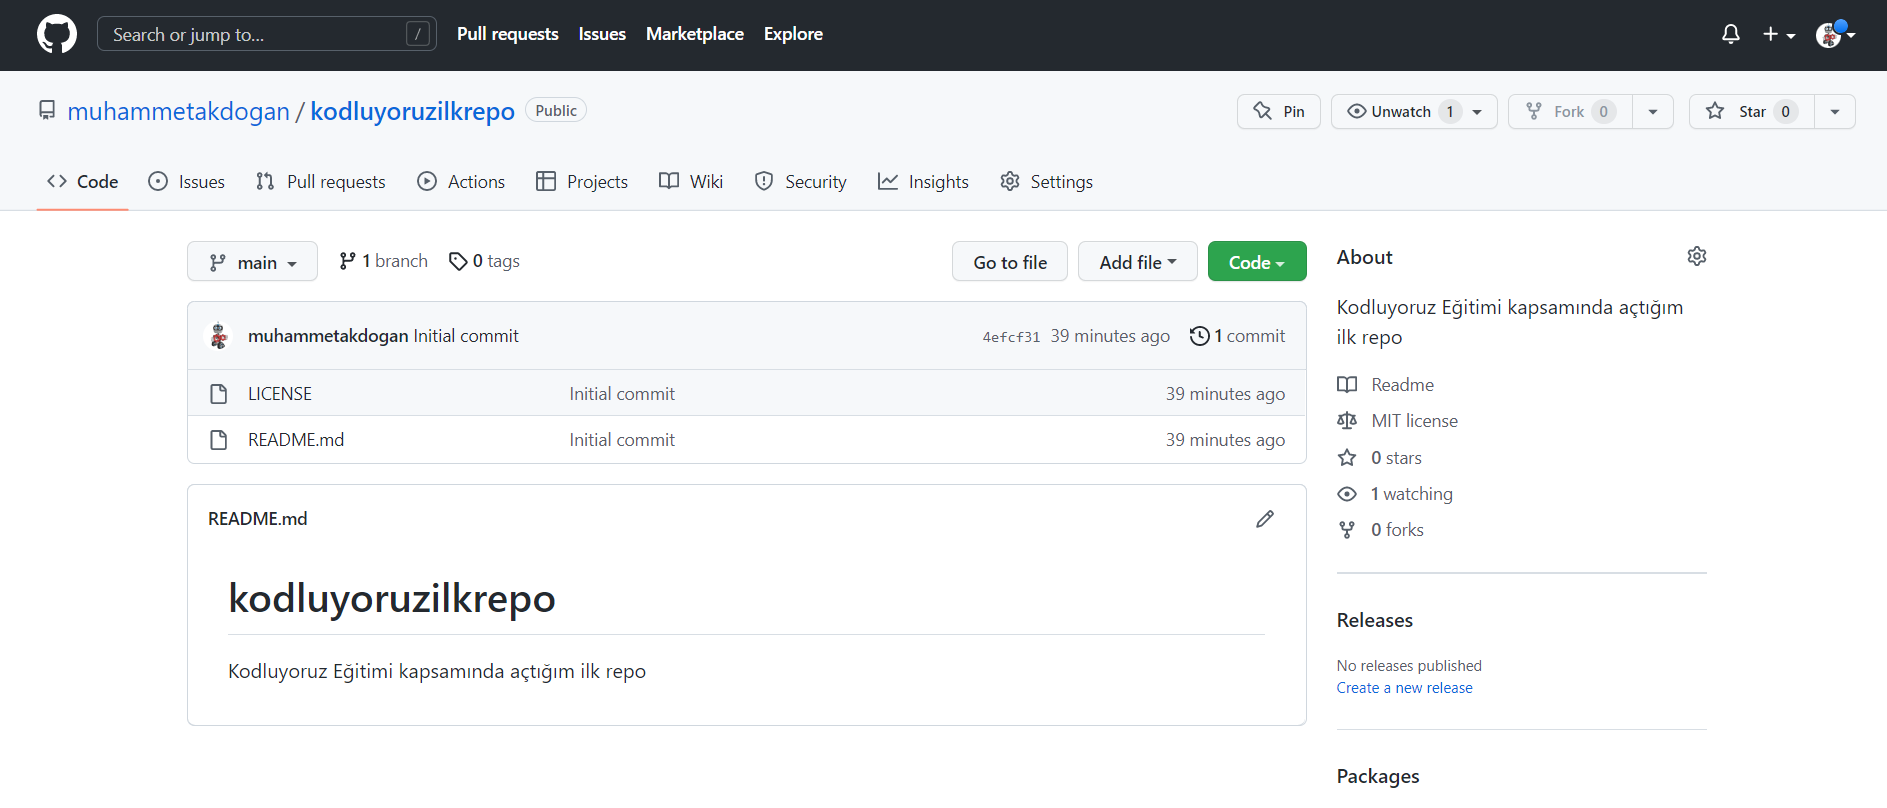 Search or jump to... /
Pull requests Issues Marketplace Explore
muhammetakdogan / kodluyoruzilkrepo Public
Pin Unwatch 1 Fork 0 Star 0
Code Issues Pull requests Actions Projects Wiki Security Insights Settings
main 1 branch 0 tags Go to file Add file Code
muhammetakdogan Initial commit 4efcf31 39 minutes ago 1 commit
LICENSE Initial commit 39 minutes ago
README.md Initial commit 39 minutes ago
README.md
kodluyoruzilkrepo
Kodluyoruz Eğitimi kapsamında açtığım ilk repo
About
Kodluyoruz Eğitimi kapsamında açtığım
ilk repo
Readme
MIT license
0 stars
1 watching
0 forks
Releases
No releases published
Create a new release
Packages